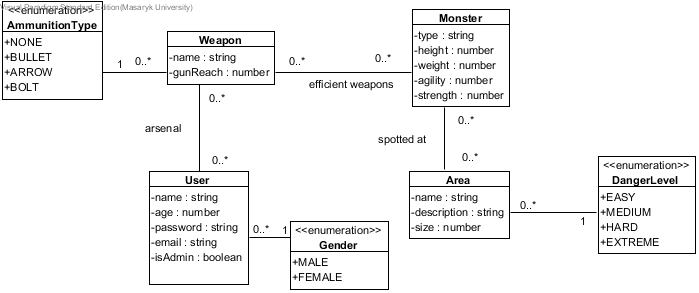 Visual Paradigm Standard Edition(Masaryk University)
<<enumeration>>
AmmunitionType
+NONE
+BULLET
+ARROW
+BOLT
1
0..*
Weapon
-name : string
-gunReach : number
0..*
0..*
efficient weapons
Monster
-type : string
-height : number
-weight : number
-agility : number
-strength : number
0..*
arsenal
0..*
0..*
spotted at
0..*
User
-name : string
-age : number
-password : string
-email : string
-isAdmin : boolean
0..*
1
<<enumeration>>
Gender
+MALE
+FEMALE
Area
-name : string
-description : string
-size : number
0..*
1
<<enumeration>>
DangerLevel
+EASY
+MEDIUM
+HARD
+EXTREME